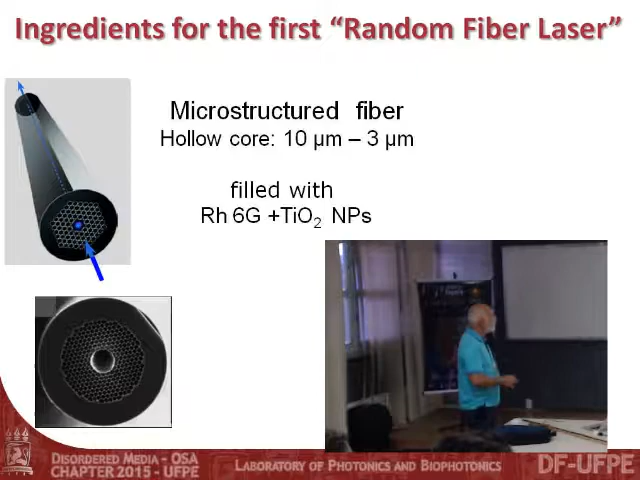 Ingredients for the first “Random Fiber Laser”
Microstructured fiber
Hollow core: 10 μm – 3 μm
filled with
Rh 6G +TiO2 NPs
DISORDERED MEDIA - OSA
CHAPTER 2015 - UFPE
LABORATORY OF PHOTONICS AND BIOPHOTONICS
DF-UFPE